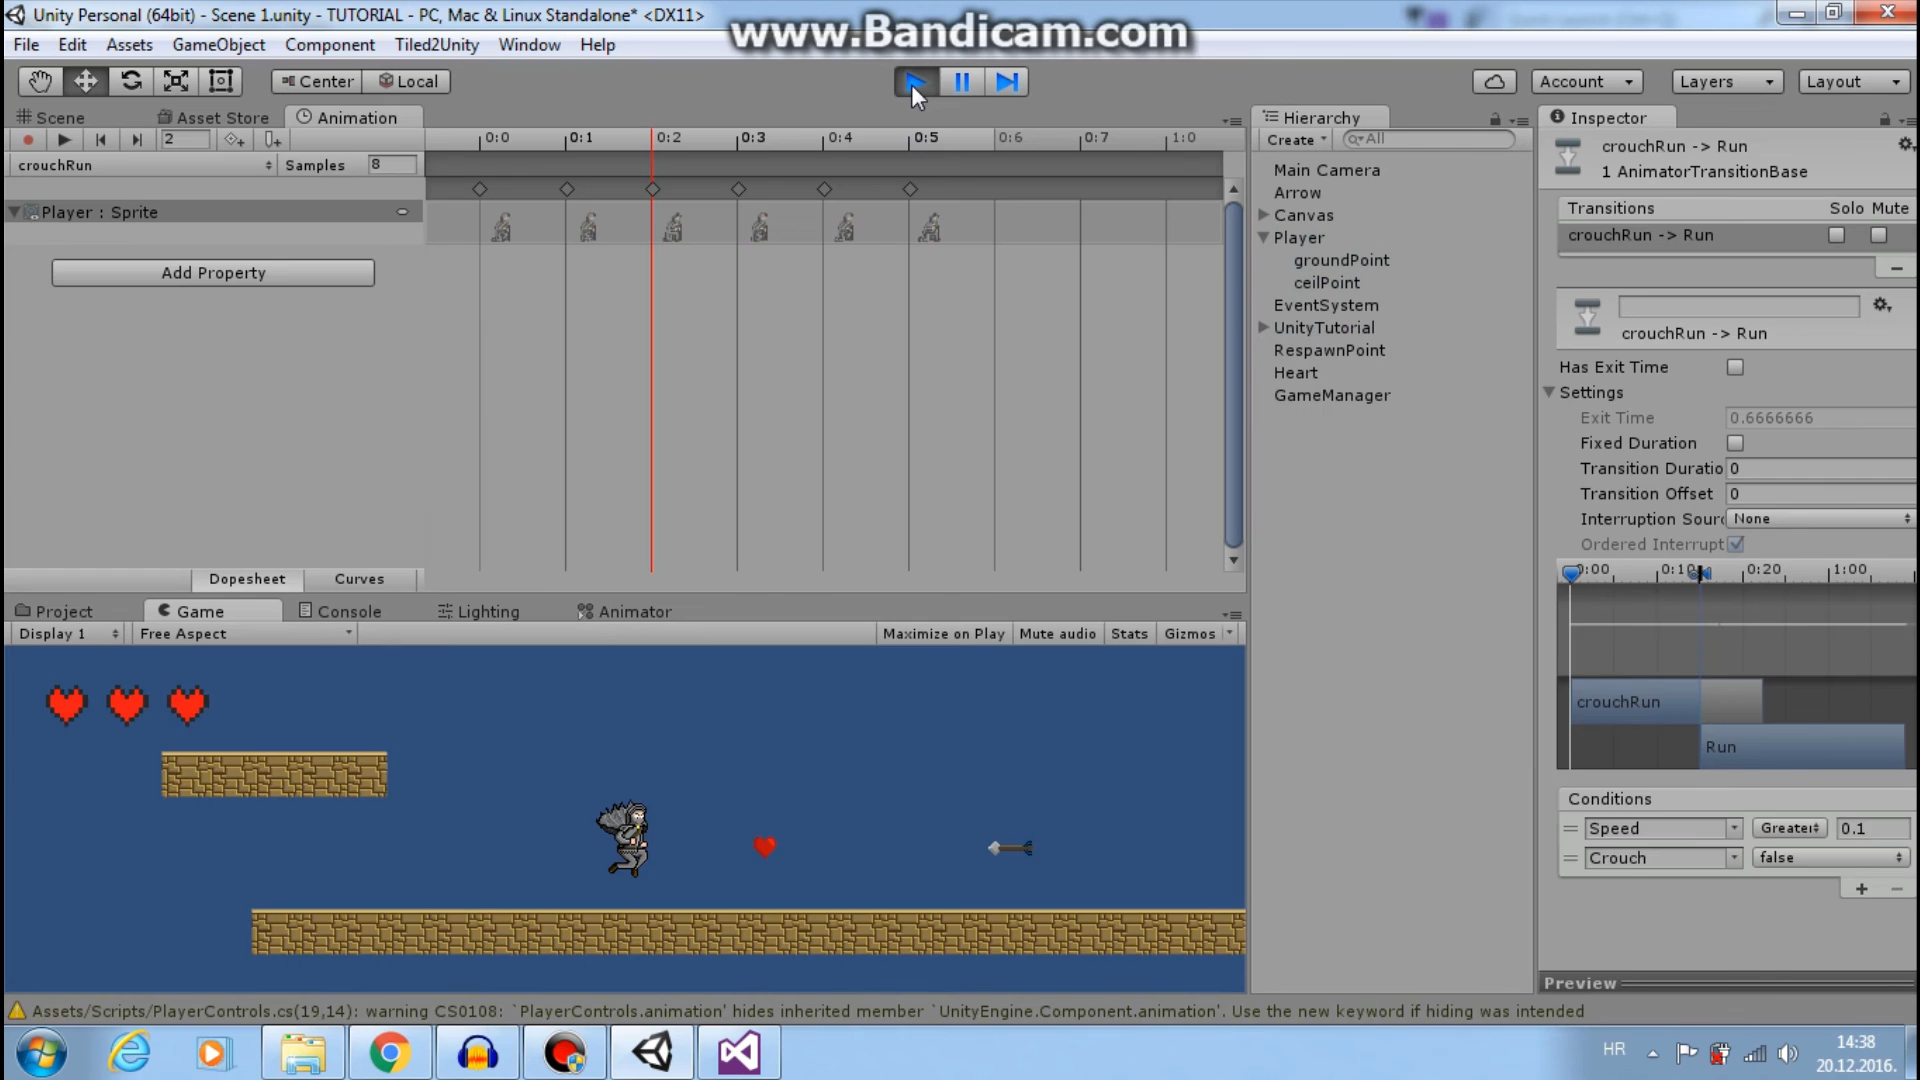 Unity Personal (64bit) - Scene 1.unity - TUTORIAL - PC, Mac & Linux Standalone* <DX11>
www.Bandicam.com
File Edit Assets GameObject Component Tiled2Unity Window Help
Center Local
Account Layers Layout
Scene Asset Store Animation
Hierarchy
Inspector
2
0:0 0:1 0:2 0:3 0:4 0:5 0:6 0:7 1:0
Create All
crouchRun -> Run
1 AnimatorTransitionBase
crouchRun Samples 8
Main Camera
Arrow
Canvas
Player
groundPoint
ceilPoint
EventSystem
UnityTutorial
RespawnPoint
Heart
GameManager
Transitions Solo Mute
crouchRun -> Run
Player : Sprite
Add Property
crouchRun -> Run
Has Exit Time
Settings
Exit Time 0.6666666
Fixed Duration
Transition Duratio 0
Transition Offset 0
Interruption Sour None
Ordered Interrupt
0:00 0:10 0:20 1:00
crouchRun
Run
Dopesheet Curves
Project Game Console Lighting Animator
Display 1 Free Aspect Maximize on Play Mute audio Stats Gizmos
Conditions
Speed Greater 0.1
Crouch false
Preview
Assets/Scripts/PlayerControls.cs(19,14): warning CS0108: `PlayerControls.animation' hides inherited member `UnityEngine.Component.animation'. Use the new keyword if hiding was intended
HR
14:38
20.12.2016.